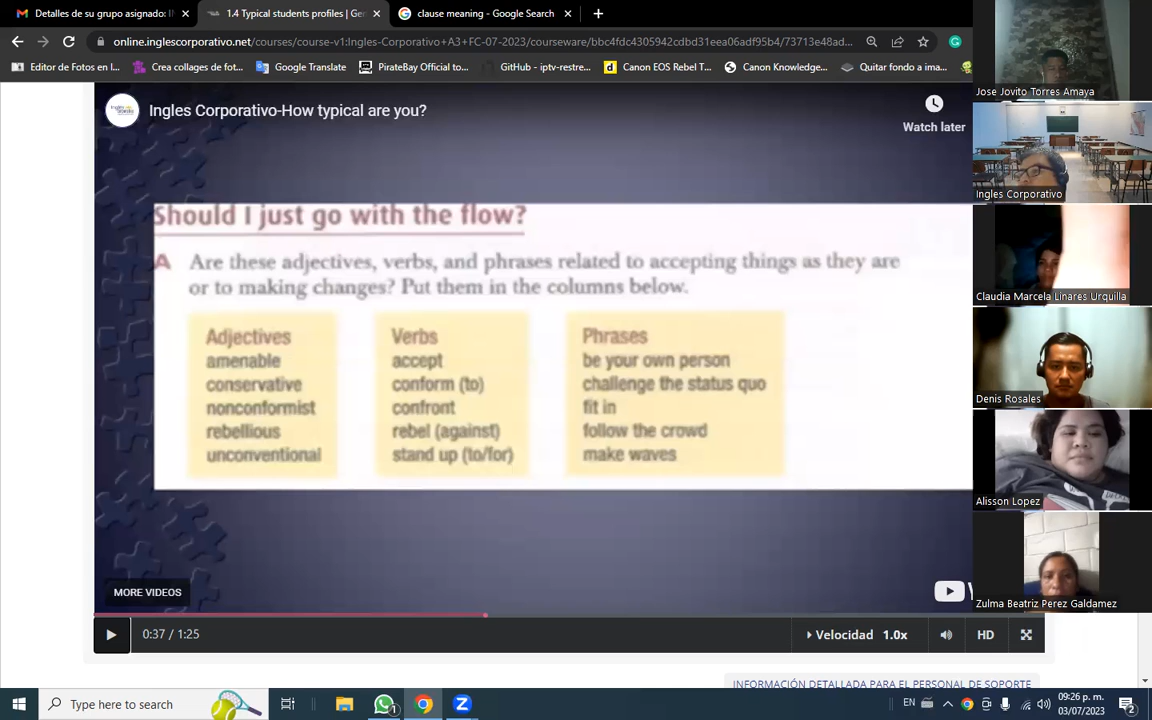 Detalles de su grupo asignado: I
1.4 Typical students profiles | Ger
clause meaning - Google Search
online.inglescorporativo.net/courses/course-v1:Ingles-Corporativo+A3+FC-07-2023/courseware/bbc4fdc4305942cdbd31eea06adf95b4/73713e48ad...
Editor de Fotos en l...
Crea collages de fot...
Google Translate
PirateBay Official to...
GitHub - iptv-restre...
Canon EOS Rebel T...
Canon Knowledge...
Quitar fondo a ima...
Ingles Corporativo-How typical are you?
Watch later
Should I just go with the flow?
A Are these adjectives, verbs, and phrases related to accepting things as they are
or to making changes? Put them in the columns below.
Adjectives
amenable
conservative
nonconformist
rebellious
unconventional
Verbs
accept
conform (to)
confront
rebel (against)
stand up (to/for)
Phrases
be your own person
challenge the status quo
fit in
follow the crowd
make waves
MORE VIDEOS
0:37 / 1:25
Velocidad 1.0x
HD
INFORMACIÓN DETALLADA PARA EL PERSONAL DE SOPORTE
Jose Jovito Torres Amaya
Ingles Corporativo
Claudia Marcela Linares Urquilla
Denis Rosales
Alisson Lopez
Zulma Beatriz Perez Galdamez
Type here to search
1
EN
09:26 p. m.
03/07/2023
2